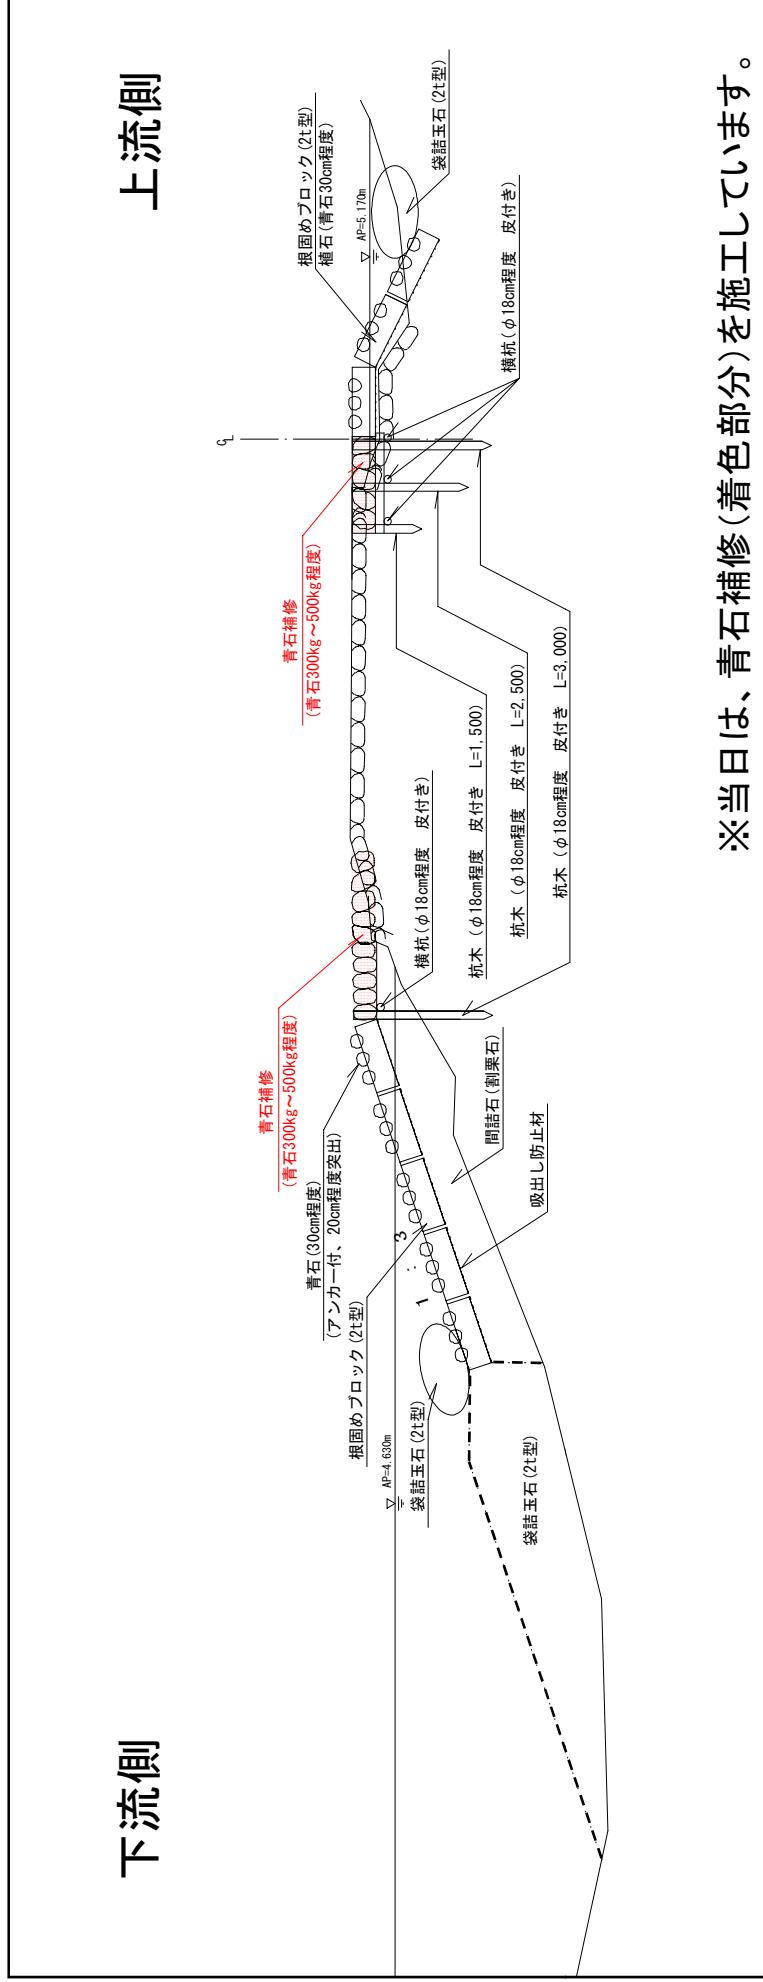 下流側
上流側
青石補修
(青石300kg～500kg程度)
青石(30cm程度)
(アンカー付、20cm程度突出)
根固めブロック(2t型)
袋詰玉石(2t型)
▽ AP=4.630m
1 : 3
袋詰玉石(2t型)
吸出し防止材
間詰石(割栗石)
横杭(φ18cm程度 皮付き)
青石補修
(青石300kg～500kg程度)
杭木(φ18cm程度 皮付き L=1,500)
杭木(φ18cm程度 皮付き L=2,500)
杭木(φ18cm程度 皮付き L=3,000)
℄
根固めブロック(2t型)
植石(青石30cm程度)
▽ AP=5.170m
袋詰玉石(2t型)
横杭(φ18cm程度 皮付き)
※当日は、青石補修(着色部分)を施工しています。